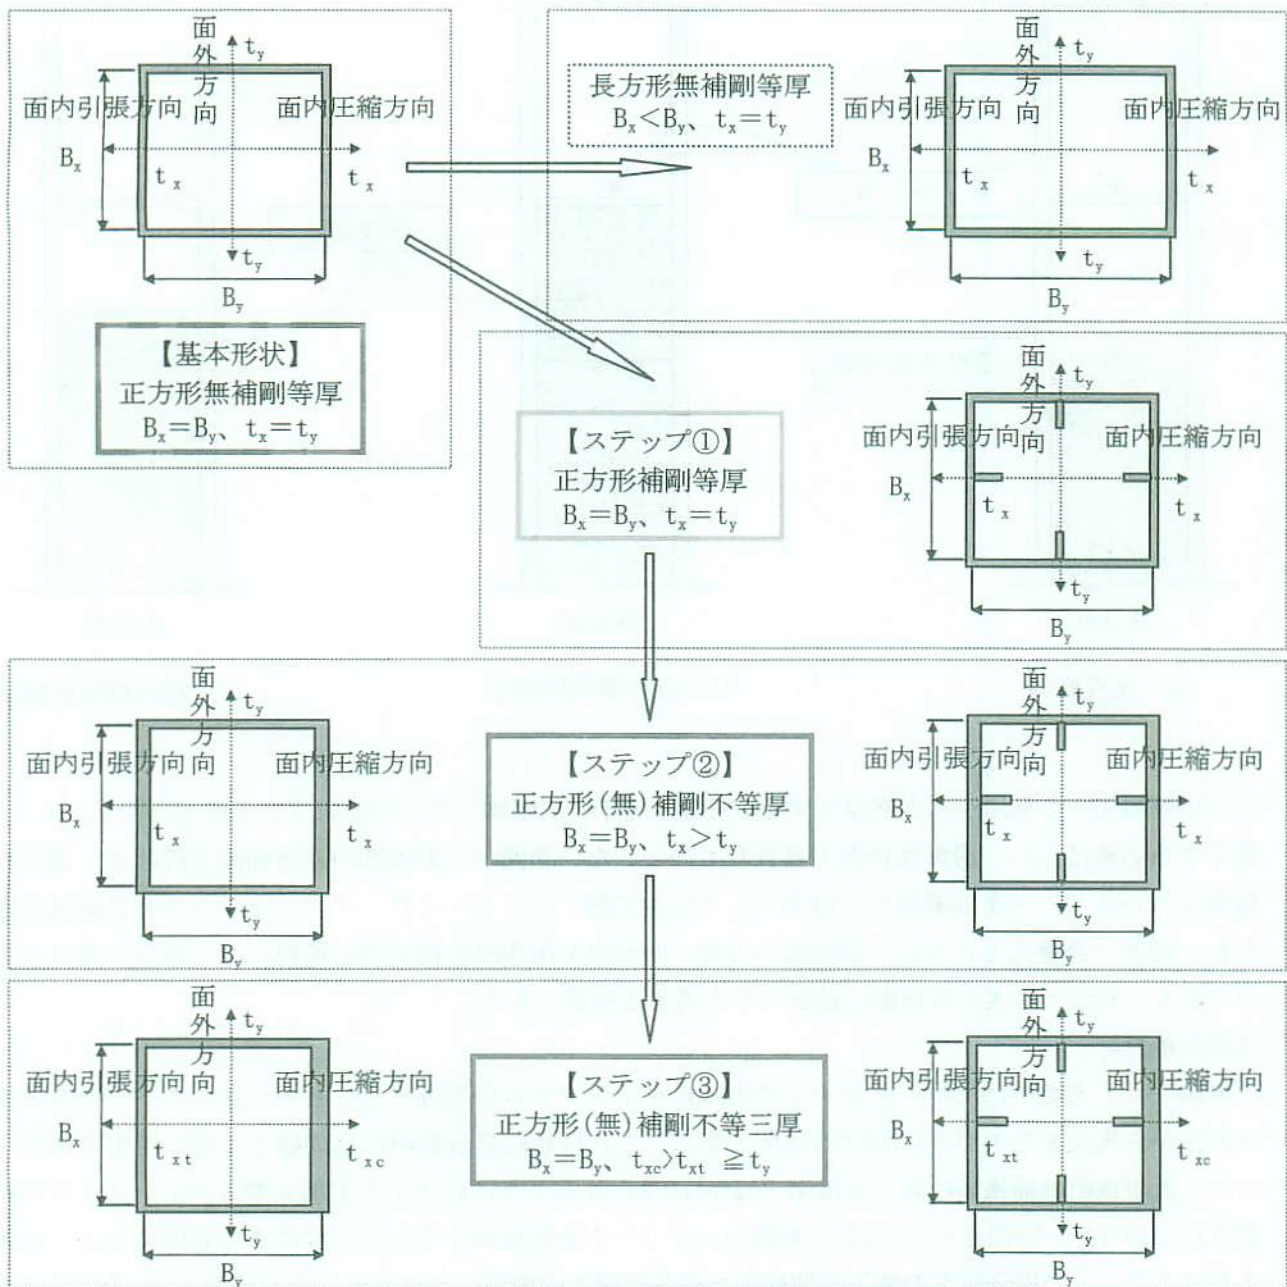 面外方向
t_y
面内引張方向
面内圧縮方向
B_x
t_x
t_x
t_y
B_y
【基本形状】
正方形無補剛等厚
B_x=B_y、t_x=t_y
長方形無補剛等厚
B_x<B_y、t_x=t_y
面外方向
t_y
面内引張方向
面内圧縮方向
B_x
t_x
t_x
t_y
B_y
【ステップ①】
正方形補剛等厚
B_x=B_y、t_x=t_y
面外方向
t_y
面内引張方向
面内圧縮方向
B_x
t_x
t_x
t_y
B_y
面外方向
t_y
面内引張方向
面内圧縮方向
B_x
t_x
t_x
t_y
B_y
【ステップ②】
正方形(無)補剛不等厚
B_x=B_y、t_x>t_y
面外方向
t_y
面内引張方向
面内圧縮方向
B_x
t_x
t_x
t_y
B_y
面外方向
t_y
面内引張方向
面内圧縮方向
B_x
t_xt
t_xc
t_y
B_y
【ステップ③】
正方形(無)補剛不等三厚
B_x=B_y、t_xc>t_xt≧t_y
面外方向
t_y
面内引張方向
面内圧縮方向
B_x
t_xt
t_xc
t_y
B_y